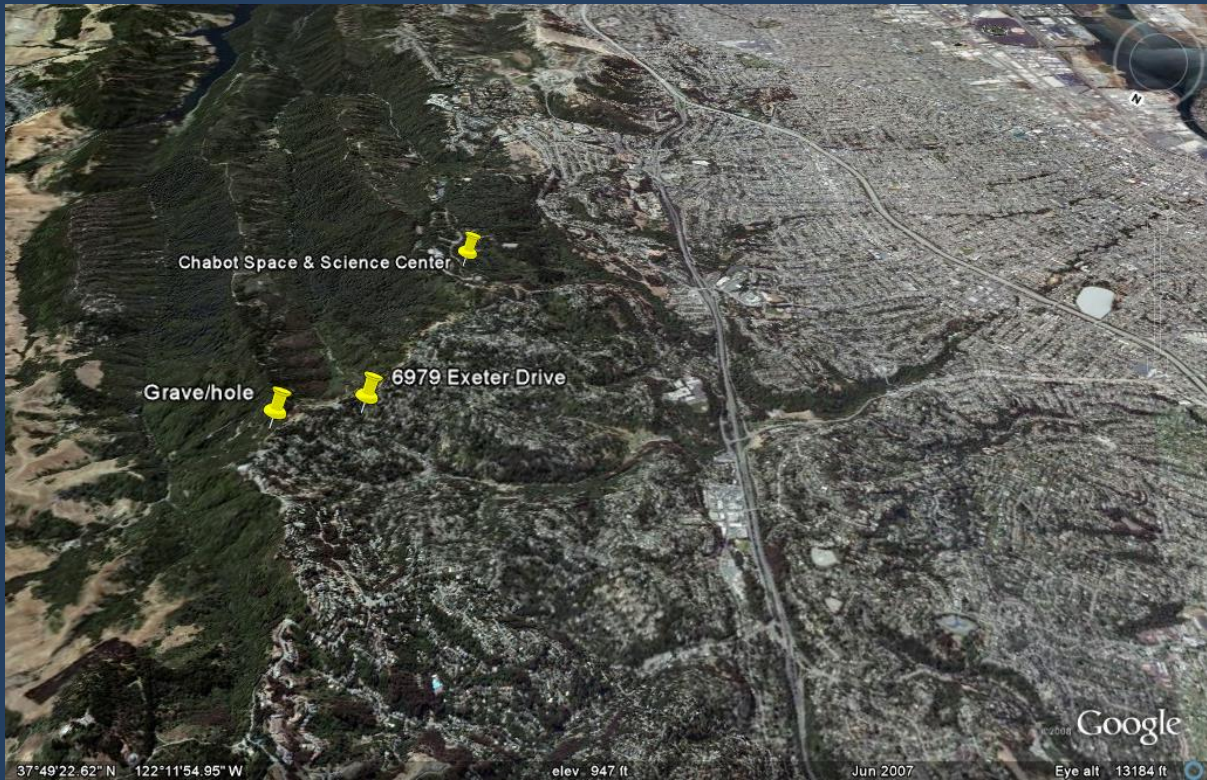 N
Chabot Space & Science Center
Grave/hole
6979 Exeter Drive
Google
37°49'22.62" N 122°11'54.95" W elev 947 ft Jun 2007 Eye alt 13184 ft